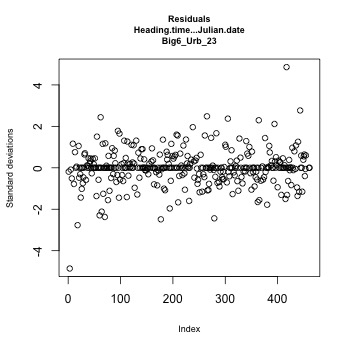 Residuals
Heading.time...Julian.date
Big6_Urb_23
Standard deviations
4
2
0
-2
-4
0 100 200 300 400
Index